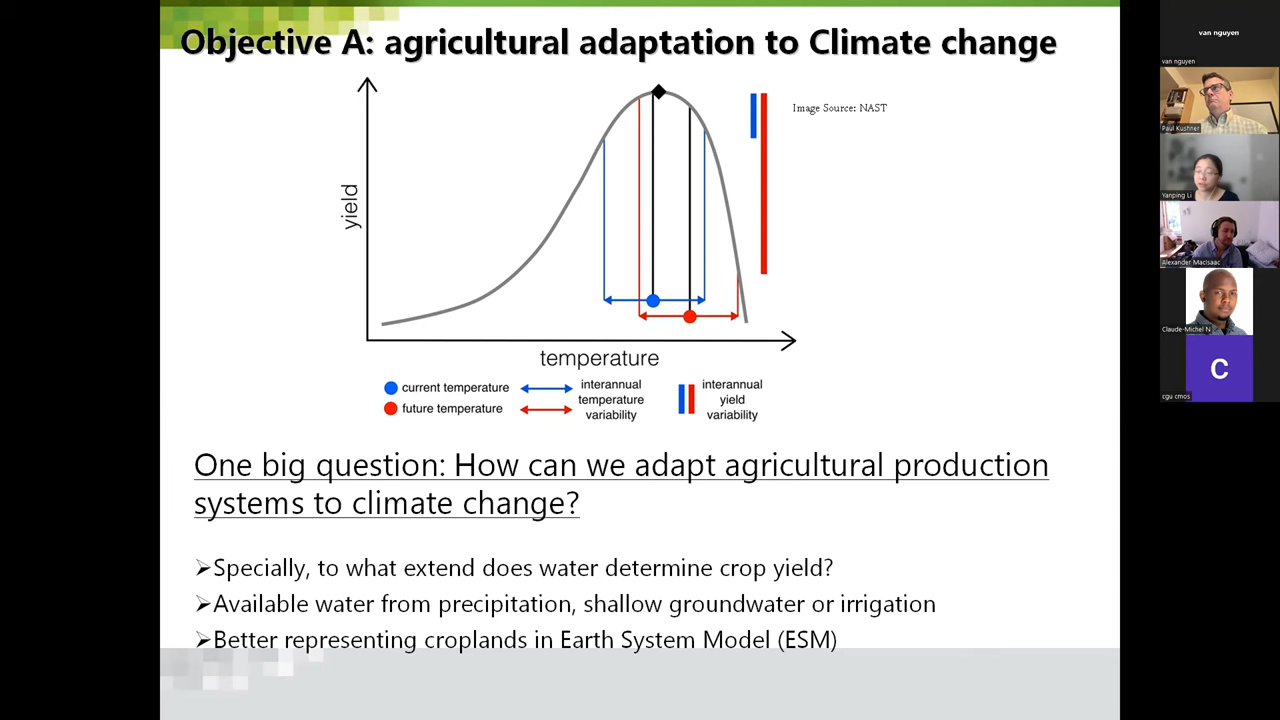 Objective A: agricultural adaptation to Climate change
Image Source: NAST
yield
temperature
current temperature
future temperature
interannual
temperature
variability
interannual
yield
variability
One big question: How can we adapt agricultural production
systems to climate change?
➢Specially, to what extend does water determine crop yield?
➢Available water from precipitation, shallow groundwater or irrigation
➢Better representing croplands in Earth System Model (ESM)
van nguyen
van nguyen
Paul Kushner
Yanping Li
Alexander MacIsaac
Claude-Michel N
C
cgu cmos